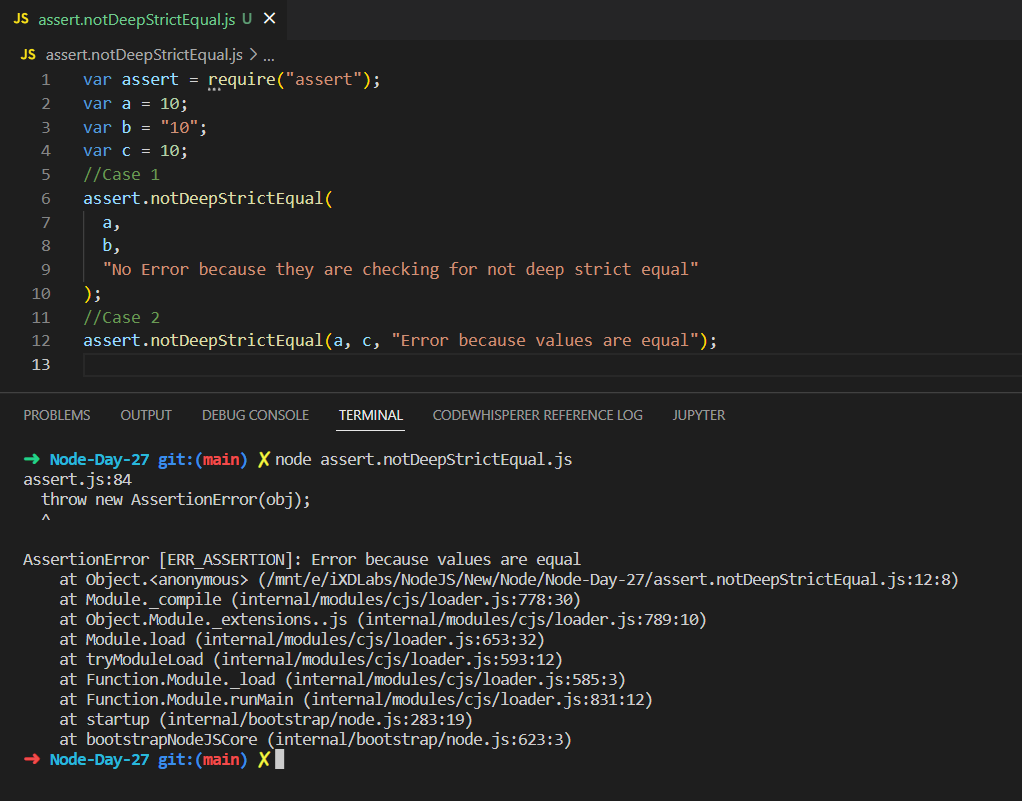 JS assert.notDeepStrictEqual.js U ✕
JS assert.notDeepStrictEqual.js > ...
1 var assert = require("assert");
2 var a = 10;
3 var b = "10";
4 var c = 10;
5 //Case 1
6 assert.notDeepStrictEqual(
7 a,
8 b,
9 "No Error because they are checking for not deep strict equal"
10 );
11 //Case 2
12 assert.notDeepStrictEqual(a, c, "Error because values are equal");
13
PROBLEMS OUTPUT DEBUG CONSOLE TERMINAL CODEWHISPERER REFERENCE LOG JUPYTER
➜ Node-Day-27 git:(main) ✗ node assert.notDeepStrictEqual.js
assert.js:84
throw new AssertionError(obj);
^
AssertionError [ERR_ASSERTION]: Error because values are equal
at Object.<anonymous> (/mnt/e/iXDLabs/NodeJS/New/Node/Node-Day-27/assert.notDeepStrictEqual.js:12:8)
at Module._compile (internal/modules/cjs/loader.js:778:30)
at Object.Module._extensions..js (internal/modules/cjs/loader.js:789:10)
at Module.load (internal/modules/cjs/loader.js:653:32)
at tryModuleLoad (internal/modules/cjs/loader.js:593:12)
at Function.Module._load (internal/modules/cjs/loader.js:585:3)
at Function.Module.runMain (internal/modules/cjs/loader.js:831:12)
at startup (internal/bootstrap/node.js:283:19)
at bootstrapNodeJSCore (internal/bootstrap/node.js:623:3)
➜ Node-Day-27 git:(main) ✗